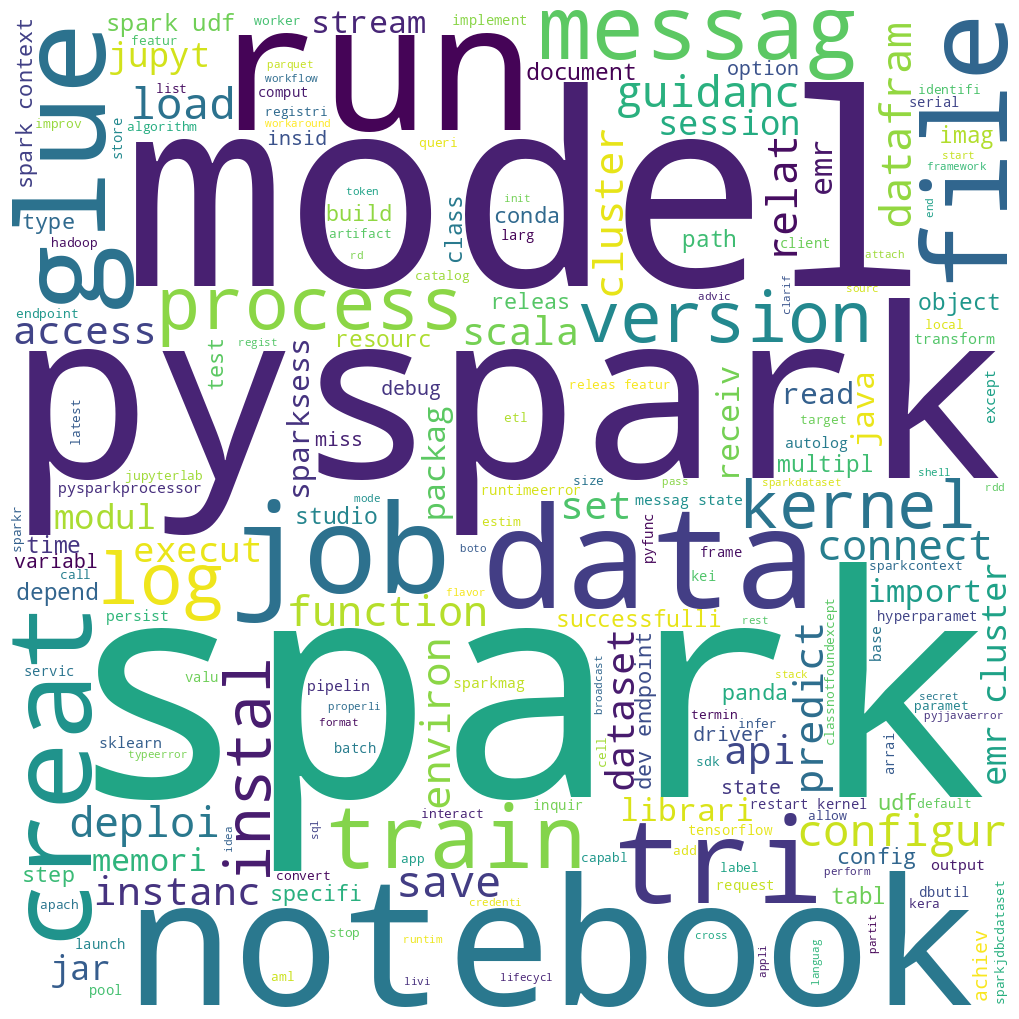 spark context
glue
featur
improv
spark udf
worker
stream
implement
messag
file
jupyt
parquet
workflow
list
comput
run
document
option
datafram
identifi
serial
load
registri
workaround
guidanc
store
algorithm
insid
queri
session
imag
start
framework
model
cluster
relat
emr
token
init
build
conda
class
path
type
artifact
larg
client
end
hadoop
rd
catalog
attach
advic
clarif
sourc
process
releas
version
object
endpoint
access
resourc
scala
local
transform
test
regist
pyspark
sparksess
debug
releas featur
receiv
read
java
except
latest
miss
packag
etl
target
autolog
multipl
jupyterlab
pysparkprocessor
mode
runtimeerror
size
pass
sparkdataset
shell
rdd
modul
studio
set
messag state
kernel
sparkr
time
variabl
execut
job
estim
data
boto
pyfunc
frame
connect
call
log
kei
sparkcontext
depend
flavor
import
persist
function
successfulli
rest
hyperparamet
creat
spark
servic
instal
valu
pipelin
environ
sparkmag
broadcast
dataset
dev endpoint
panda
stack
predict
classnotfoundexcept
base
emr cluster
properli
format
termin
infer
secret
paramet
sklearn
typeerror
batch
cell
driver
api
arrai
pyjjavaerror
sdk
state
deploi
idea
sql
interact
inquir
librari
restart kernel
allow
udf
default
train
tri
tensorflow
configur
memori
app
capabl
add
perform
config
output
step
convert
label
instanc
specifi
save
request
tabl
dbutil
kera
apach
credenti
notebook
launch
stop
runtim
cross
appli
languag
partit
achiev
sparkjdbcdataset
jar
pool
aml
livi
lifecycl